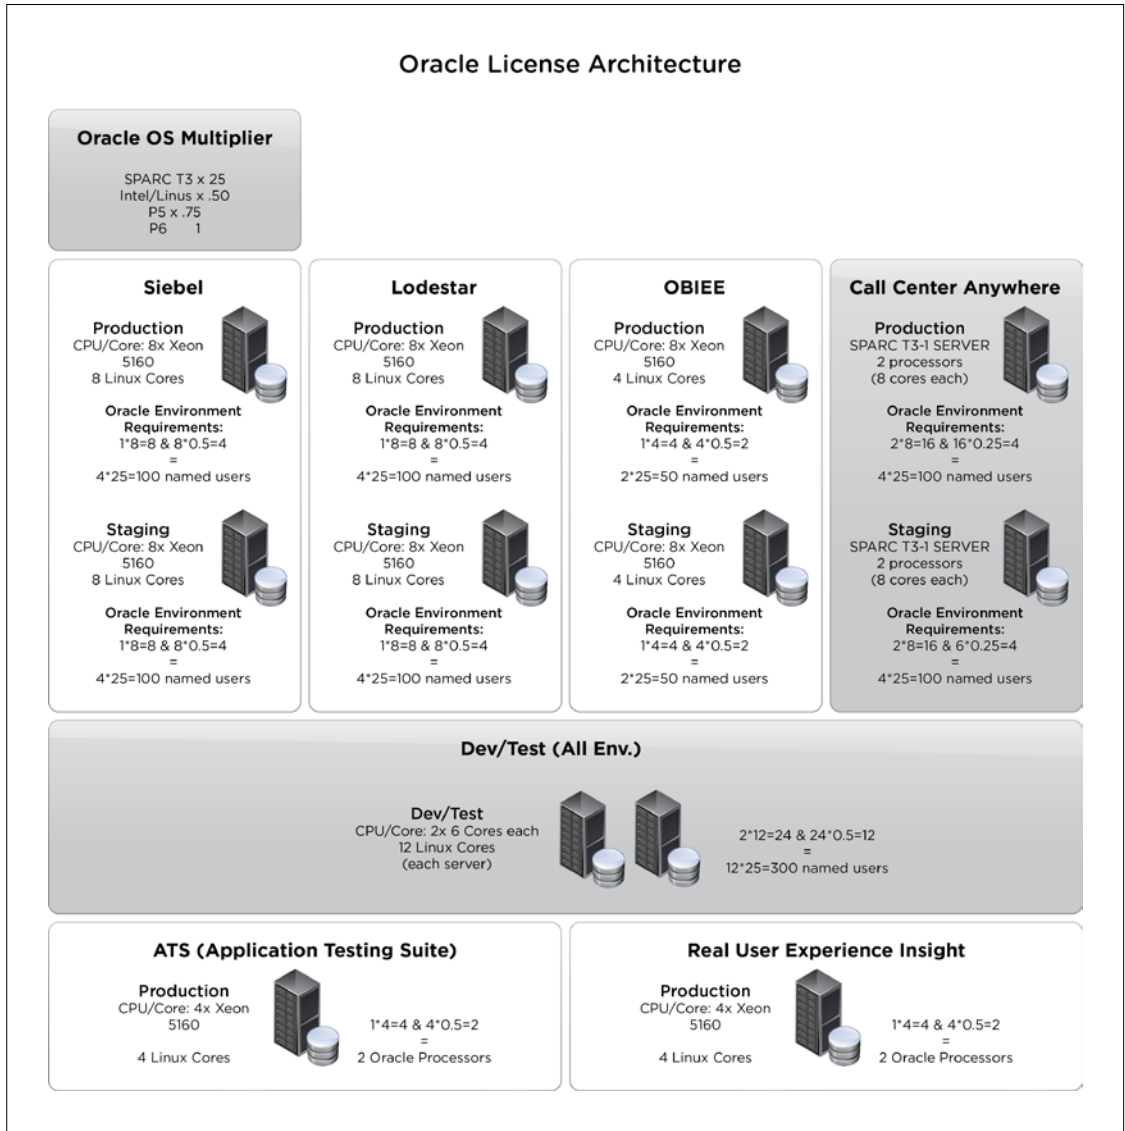 Oracle License Architecture
Oracle OS Multiplier
SPARC T3 x 25
Intel/Linus x .50
P5 x .75
P6 1
Siebel
Production
CPU/Core: 8x Xeon
5160
8 Linux Cores
Oracle Environment
Requirements:
1*8=8 & 8*0.5=4
=
4*25=100 named users
Staging
CPU/Core: 8x Xeon
5160
8 Linux Cores
Oracle Environment
Requirements:
1*8=8 & 8*0.5=4
=
4*25=100 named users
Lodestar
Production
CPU/Core: 8x Xeon
5160
8 Linux Cores
Oracle Environment
Requirements:
1*8=8 & 8*0.5=4
=
4*25=100 named users
Staging
CPU/Core: 8x Xeon
5160
8 Linux Cores
Oracle Environment
Requirements:
1*8=8 & 8*0.5=4
=
4*25=100 named users
OBIEE
Production
CPU/Core: 8x Xeon
5160
4 Linux Cores
Oracle Environment
Requirements:
1*4=4 & 4*0.5=2
=
2*25=50 named users
Staging
CPU/Core: 8x Xeon
5160
4 Linux Cores
Oracle Environment
Requirements:
1*4=4 & 4*0.5=2
=
2*25=50 named users
Call Center Anywhere
Production
SPARC T3-1 SERVER
2 processors
(8 cores each)
Oracle Environment
Requirements:
2*8=16 & 16*0.25=4
=
4*25=100 named users
Staging
SPARC T3-1 SERVER
2 processors
(8 cores each)
Oracle Environment
Requirements:
2*8=16 & 6*0.25=4
=
4*25=100 named users
Dev/Test (All Env.)
Dev/Test
CPU/Core: 2x 6 Cores each
12 Linux Cores
(each server)
2*12=24 & 24*0.5=12
=
12*25=300 named users
ATS (Application Testing Suite)
Production
CPU/Core: 4x Xeon
5160
4 Linux Cores
1*4=4 & 4*0.5=2
=
2 Oracle Processors
Real User Experience Insight
Production
CPU/Core: 4x Xeon
5160
4 Linux Cores
1*4=4 & 4*0.5=2
=
2 Oracle Processors